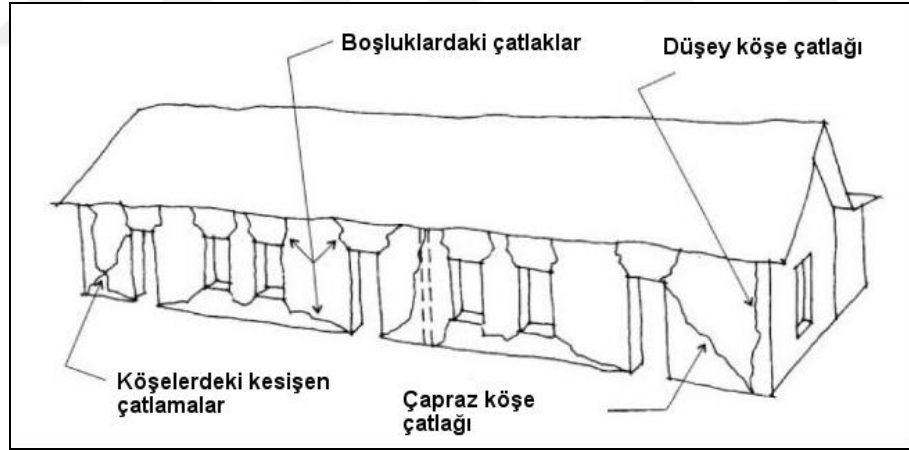 Boşluklardaki çatlaklar
Düşey köşe çatlağı
Köşelerdeki kesişen
çatlamalar
Çapraz köşe
çatlağı